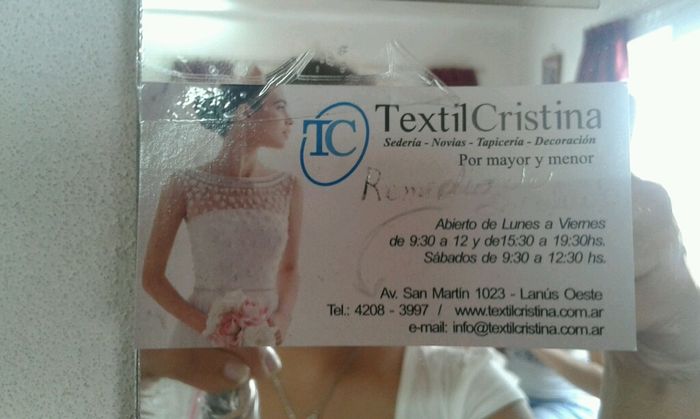 TC
TextilCristina
Sedería - Novias - Tapicería - Decoración
Por mayor y menor
Abierto de Lunes a Viernes
de 9:30 a 12 y de15:30 a 19:30hs.
Sábados de 9:30 a 12:30 hs.
Av. San Martín 1023 - Lanús Oeste
Tel.: 4208 - 3997 / www.textilcristina.com.ar
e-mail: info@textilcristina.com.ar